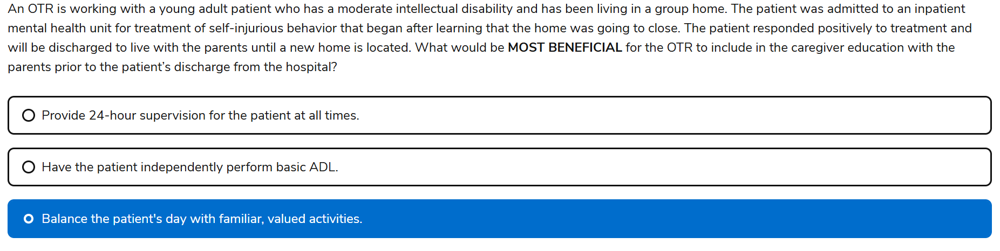 An OTR is working with a young adult patient who has a moderate intellectual disability and has been living in a group home. The patient was admitted to an inpatient
mental health unit for treatment of self-injurious behavior that began after learning that the home was going to close. The patient responded positively to treatment and
will be discharged to live with the parents until a new home is located. What would be MOST BENEFICIAL for the OTR to include in the caregiver education with the
parents prior to the patient’s discharge from the hospital?
Provide 24-hour supervision for the patient at all times.
Have the patient independently perform basic ADL.
Balance the patient's day with familiar, valued activities.